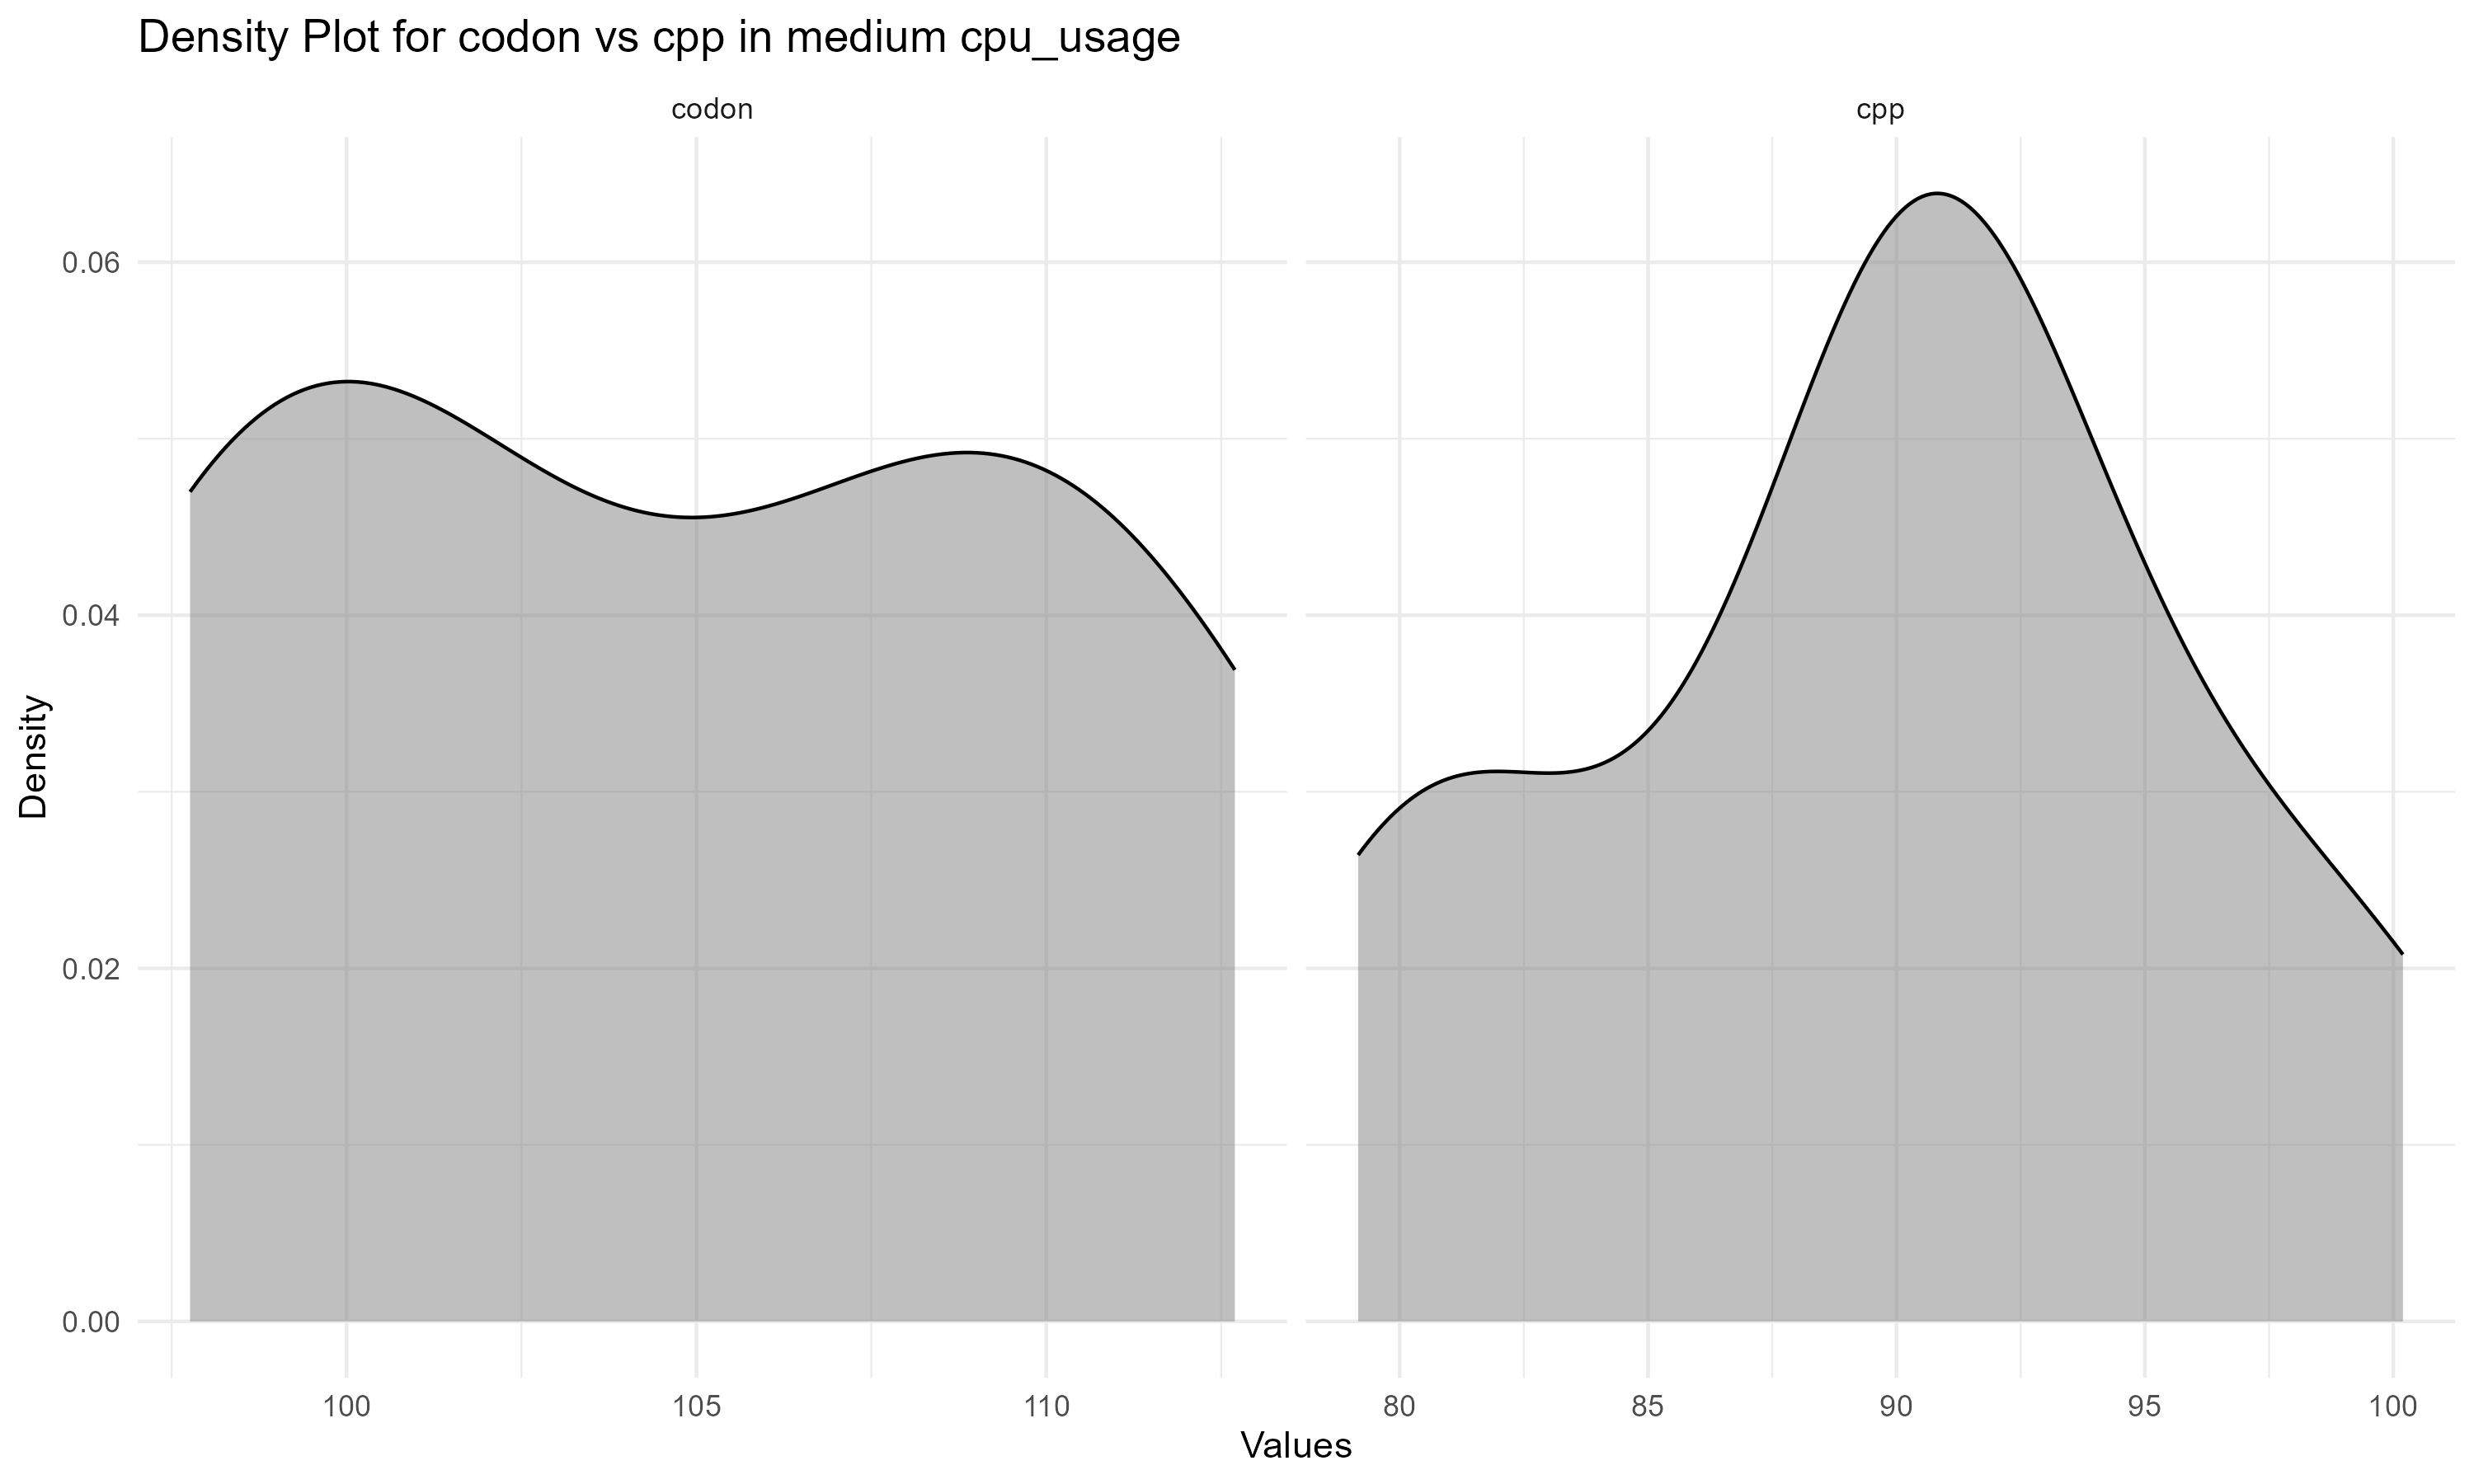 Density Plot for codon vs cpp in medium cpu_usage
codon
cpp
Density
0.06
0.04
0.02
0.00
100 105 110
80 85 90 95 100
Values